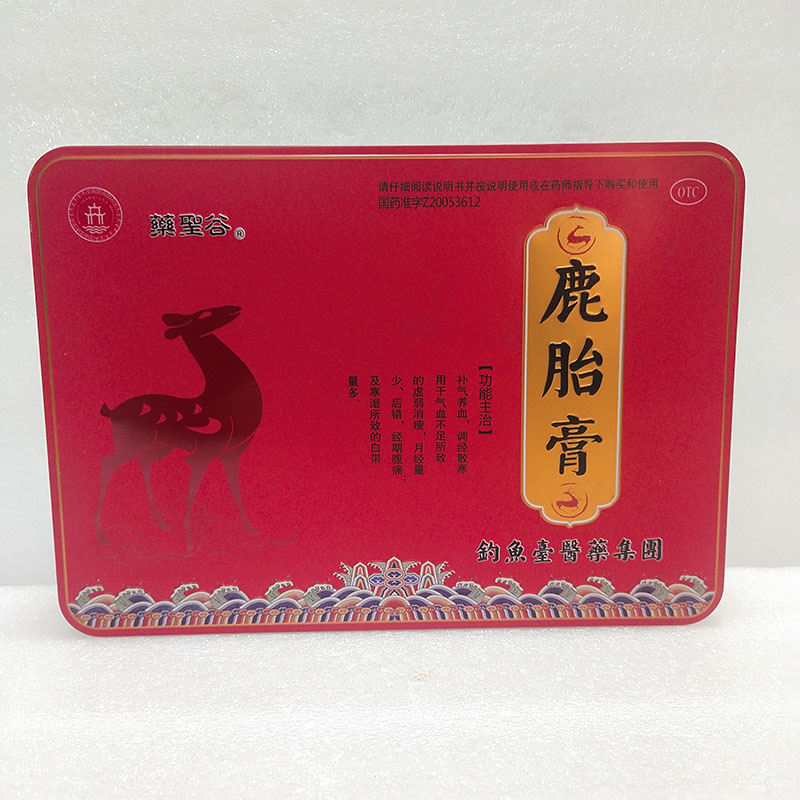 藥聖谷®
请仔细阅读说明书并按说明使用或在药师指导下购买和使用
国药准字Z20053612
OTC
鹿胎膏
【功能主治】
补气养血，调经散寒
用于气血不足所致
的虚弱消瘦，月经量
少、后错，经期腹痛，
及寒湿所致的白带
量多。
釣魚臺醫藥集團